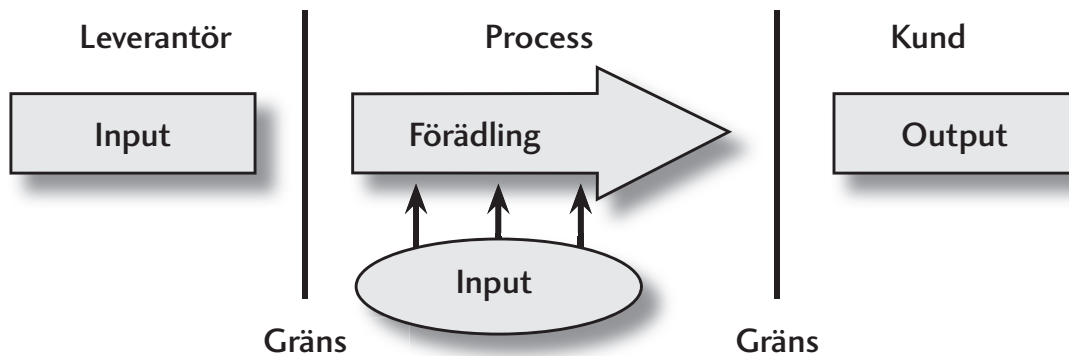 Leverantör
Process
Kund
Input
Förädling
Output
Input
Gräns
Gräns